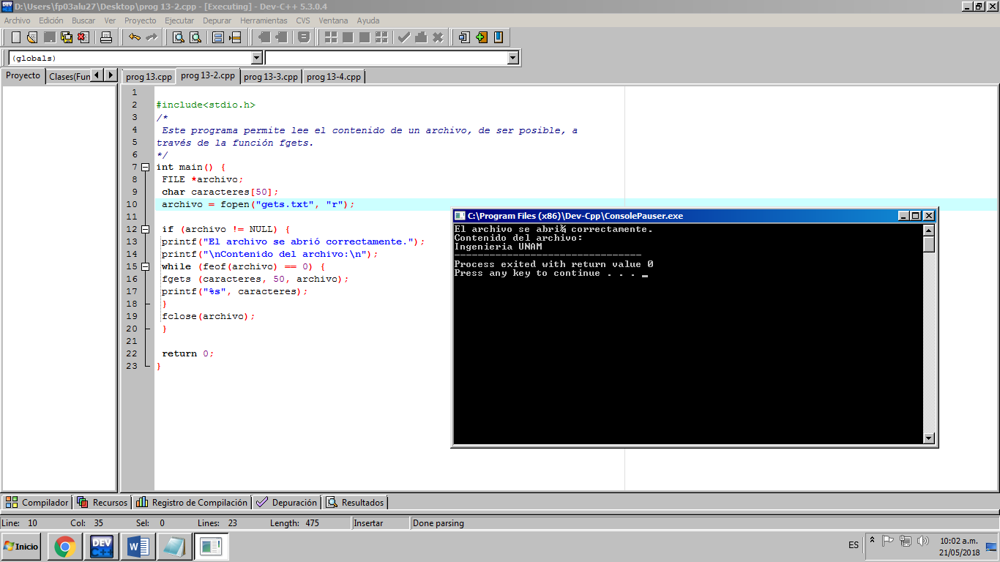 D:\Users\fp03alu27\Desktop\prog 13-2.cpp - [Executing] - Dev-C++ 5.3.0.4
Archivo Edición Buscar Ver Proyecto Ejecutar Depurar Herramientas CVS Ventana Ayuda
(globals)
Proyecto Clases(Fun prog 13.cpp prog 13-2.cpp prog 13-3.cpp prog 13-4.cpp
1
2 #include<stdio.h>
3 /*
4 Este programa permite lee el contenido de un archivo, de ser posible, a
5 través de la función fgets.
6 */
7 int main() {
8 FILE *archivo;
9 char caracteres[50];
10 archivo = fopen("gets.txt", "r");
11
12 if (archivo != NULL) {
13 printf("El archivo se abrió correctamente.");
14 printf("\nContenido del archivo:\n");
15 while (feof(archivo) == 0) {
16 fgets (caracteres, 50, archivo);
17 printf("%s", caracteres);
18 }
19 fclose(archivo);
20 }
21
22 return 0;
23 }
C:\Program Files (x86)\Dev-Cpp\ConsolePauser.exe
El archivo se abri¾ correctamente.
Contenido del archivo:
Ingenieria UNAM
--------------------------------
Process exited with return value 0
Press any key to continue . . . _
Compilador Recursos Registro de Compilación Depuración Resultados
Line: 10 Col: 35 Sel: 0 Lines: 23 Length: 475 Insertar Done parsing
Inicio DEV C++ W ES 10:02 a.m.
21/05/2018